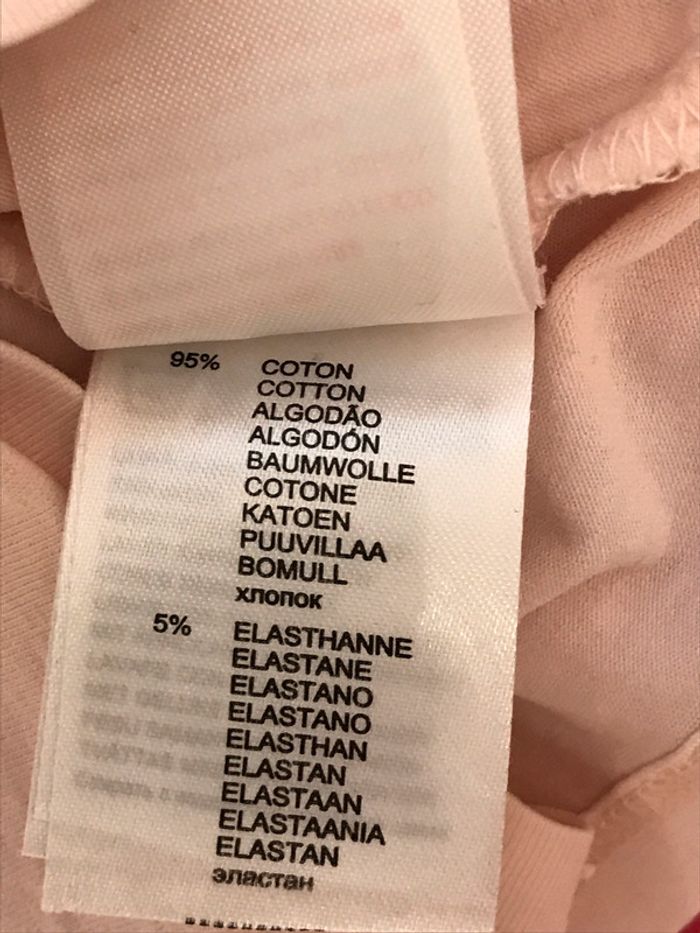 95% COTON
COTTON
ALGODÃO
ALGODÓN
BAUMWOLLE
COTONE
KATOEN
PUUVILLAA
BOMULL
хлопок
5% ELASTHANNE
ELASTANE
ELASTANO
ELASTANO
ELASTHAN
ELASTAN
ELASTAAN
ELASTAANIA
ELASTAN
эластан